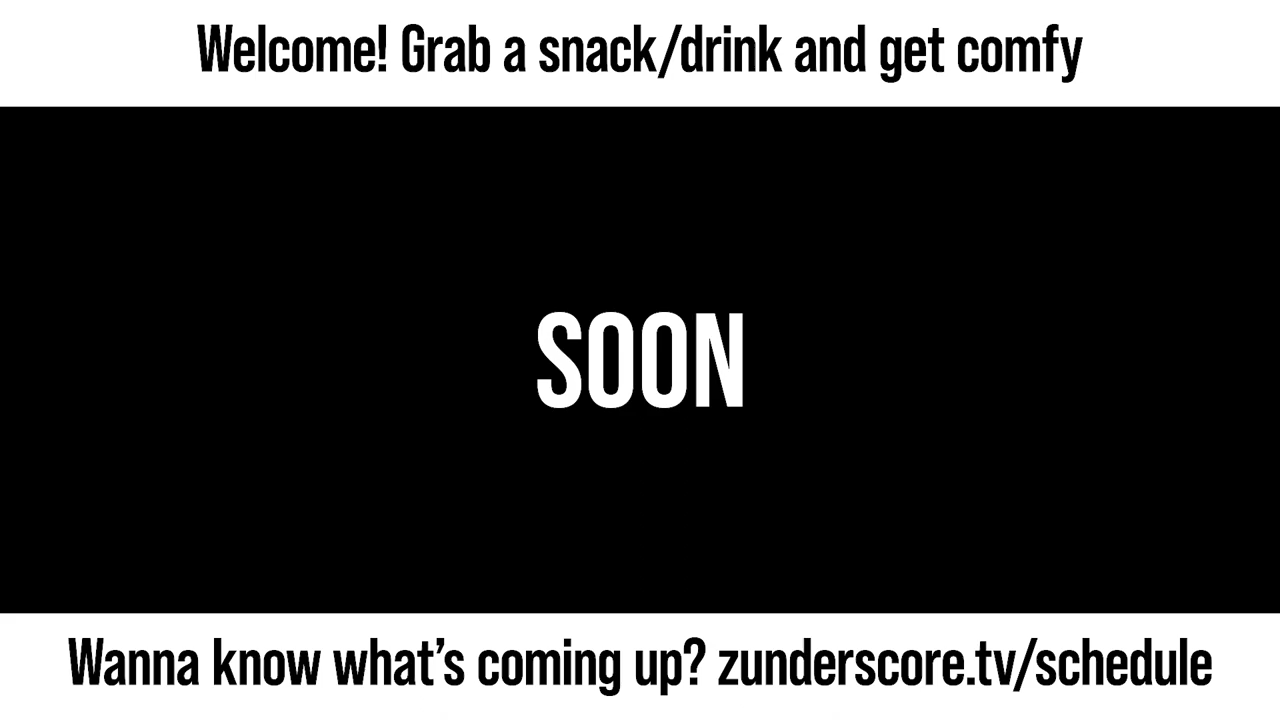 Welcome! Grab a snack/drink and get comfy
SOON
Wanna know what’s coming up? zunderscore.tv/schedule